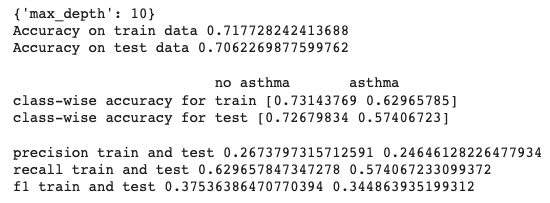 {'max_depth': 10}
Accuracy on train data 0.717728242413688
Accuracy on test data 0.7062269877599762
no asthma asthma
class-wise accuracy for train [0.73143769 0.62965785]
class-wise accuracy for test [0.72679834 0.57406723]
precision train and test 0.2673797315712591 0.24646128226477934
recall train and test 0.629657847347278 0.574067233099372
f1 train and test 0.37536386470770394 0.344863935199312